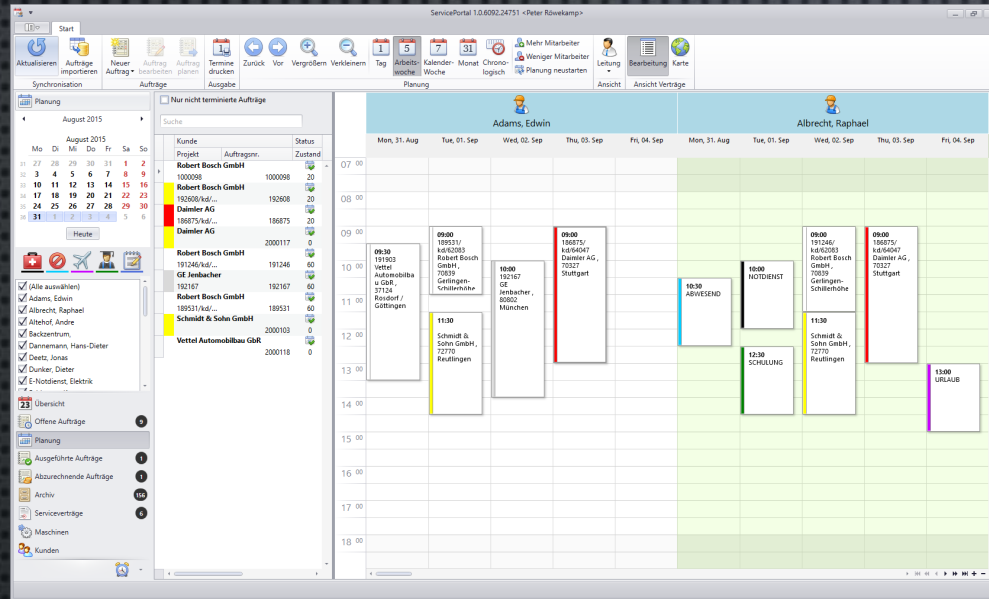 ServicePortal 1.0.6092.24751 <Peter Röwekamp>
Start
Aktualisieren
Aufträge importieren
Neuer Auftrag
Auftrag bearbeiten
Auftrag planen
Termine drucken
Zurück
Vor
Vergrößern
Verkleinern
1
Tag
5
Arbeits-woche
7
Kalender-Woche
31
Monat
Chrono-logisch
Mehr Mitarbeiter
Weniger Mitarbeiter
Planung neustarten
Leitung
Bearbeitung
Karte
Synchronisation
Aufträge
Ausgabe
Planung
Ansicht
Ansicht Verträge
Planung
August 2015
August 2015
Mo Di Mi Do Fr Sa So
27 28 29 30 31 1 2
3 4 5 6 7 8 9
10 11 12 13 14 15 16
17 18 19 20 21 22 23
24 25 26 27 28 29 30
31 1 2 3 4 5 6
Heute
(Alle auswählen)
Adams, Edwin
Albrecht, Raphael
Altehof, Andre
Backzentrum,
Dannemann, Hans-Dieter
Deetz, Jonas
Dunker, Dieter
E-Notdienst, Elektrik
23 Übersicht
Offene Aufträge 9
Planung
Ausgeführte Aufträge 1
Abzurechnende Aufträge 1
Archiv 156
Serviceverträge 6
Maschinen
Kunden
Nur nicht terminierte Aufträge
Suche
Kunde Status
Projekt Auftragsnr. Zustand
Robert Bosch GmbH
1000098 1000098 20
Robert Bosch GmbH
192608/kd/... 192608 20
Daimler AG
186875/kd/... 186875 20
Daimler AG
2000117 0
Robert Bosch GmbH
191246/kd/... 191246 60
GE Jenbacher
192167 192167 60
Robert Bosch GmbH
189531/kd/... 189531 60
Schmidt & Sohn GmbH
2000103 0
Vettel Automobilbau GbR
2000118 0
Adams, Edwin
Albrecht, Raphael
Mon, 31. Aug
Tue, 01. Sep
Wed, 02. Sep
Thu, 03. Sep
Fri, 04. Sep
Mon, 31. Aug
Tue, 01. Sep
Wed, 02. Sep
Thu, 03. Sep
Fri, 04. Sep
07 00
08 00
09 00
10 00
11 00
12 00
13 00
14 00
15 00
16 00
17 00
18 00
09:30
191903
Vettel
Automobilba
u GbR ,
37124
Rosdorf /
Göttingen
09:00
189531/
kd/62083
Robert Bosch
GmbH ,
70839
Gerlingen-
Schillerhöhe
11:30
Schmidt &
Sohn GmbH ,
72770
Reutlingen
10:00
192167
GE
Jenbacher ,
80802
München
09:00
186875/
kd/64047
Daimler AG ,
70327
Stuttgart
10:30
ABWESEND
10:00
NOTDIENST
12:30
SCHULUNG
09:00
191246/
kd/62083
Robert Bosch
GmbH ,
70839
Gerlingen-
Schillerhöhe
11:30
Schmidt &
Sohn GmbH ,
72770
Reutlingen
09:00
186875/
kd/64047
Daimler AG ,
70327
Stuttgart
13:00
URLAUB